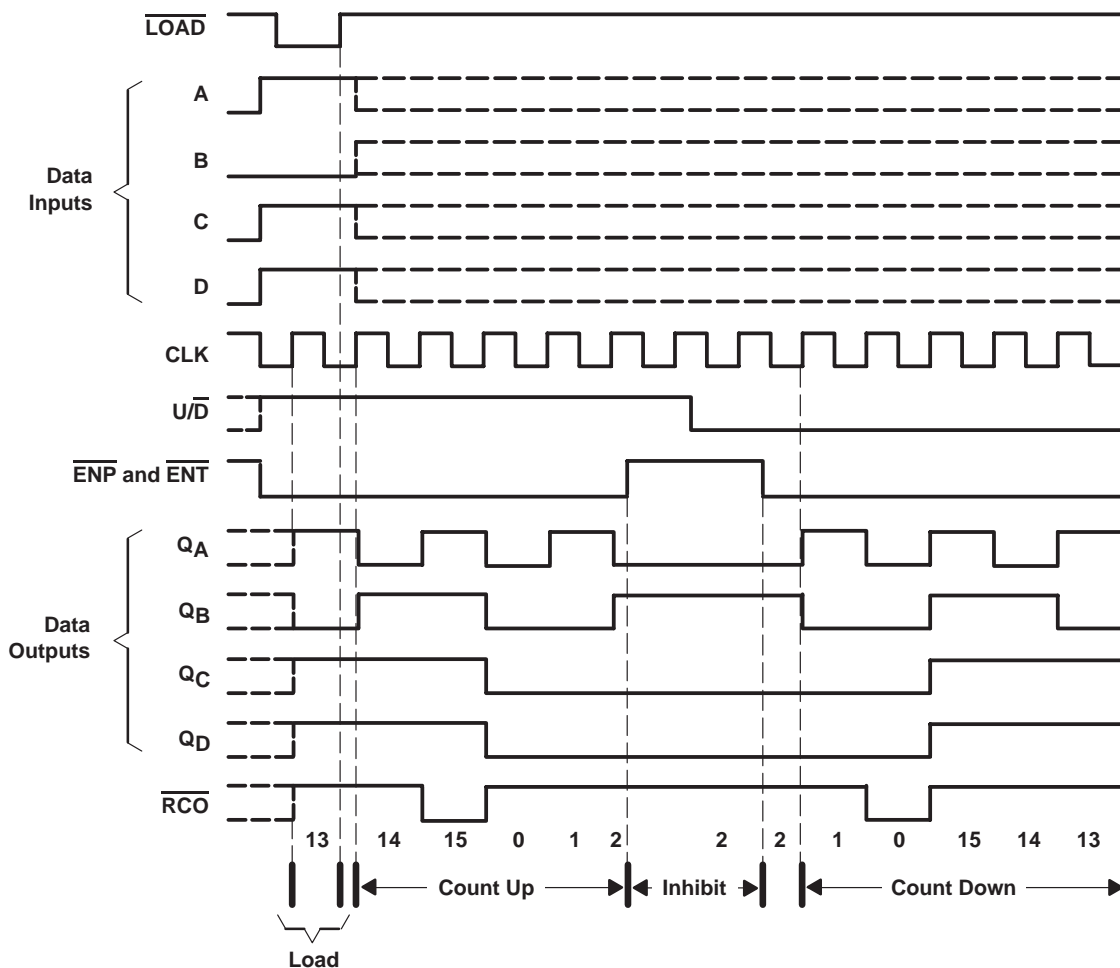 LOAD
A
B
C
D
Data
Inputs
CLK
U/D
ENP and ENT
QA
QB
QC
QD
Data
Outputs
RCO
13 14 15 0 1 2 2 2 1 0 15 14 13
Count Up Inhibit Count Down
Load